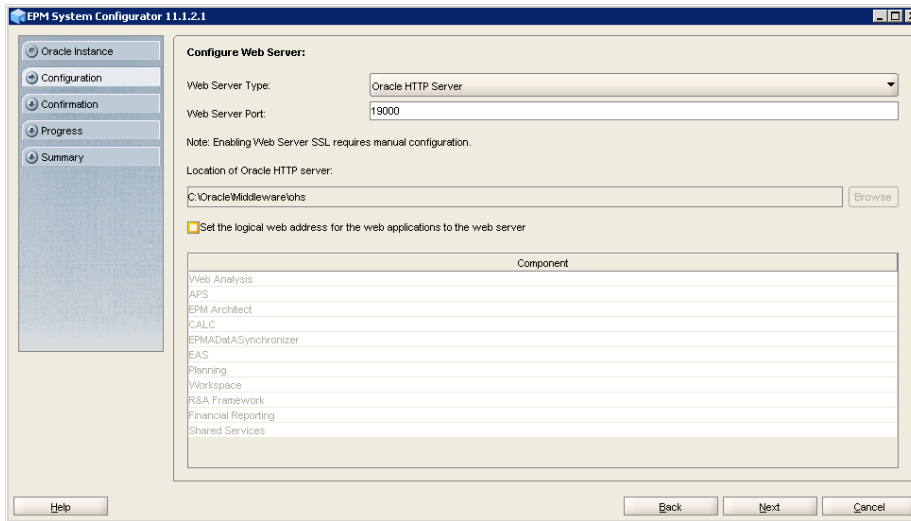 EPM System Configurator 11.1.2.1
Oracle Instance
Configuration
Confirmation
Progress
Summary
Configure Web Server:
Web Server Type: Oracle HTTP Server
Web Server Port: 19000
Note: Enabling Web Server SSL requires manual configuration.
Location of Oracle HTTP server:
C:\Oracle\Middleware\ohs Browse
Set the logical web address for the web applications to the web server
Component
Web Analysis
APS
EPM Architect
CALC
EPMADatASynchronizer
EAS
Planning
Workspace
R&A Framework
Financial Reporting
Shared Services
Help Back Next Cancel